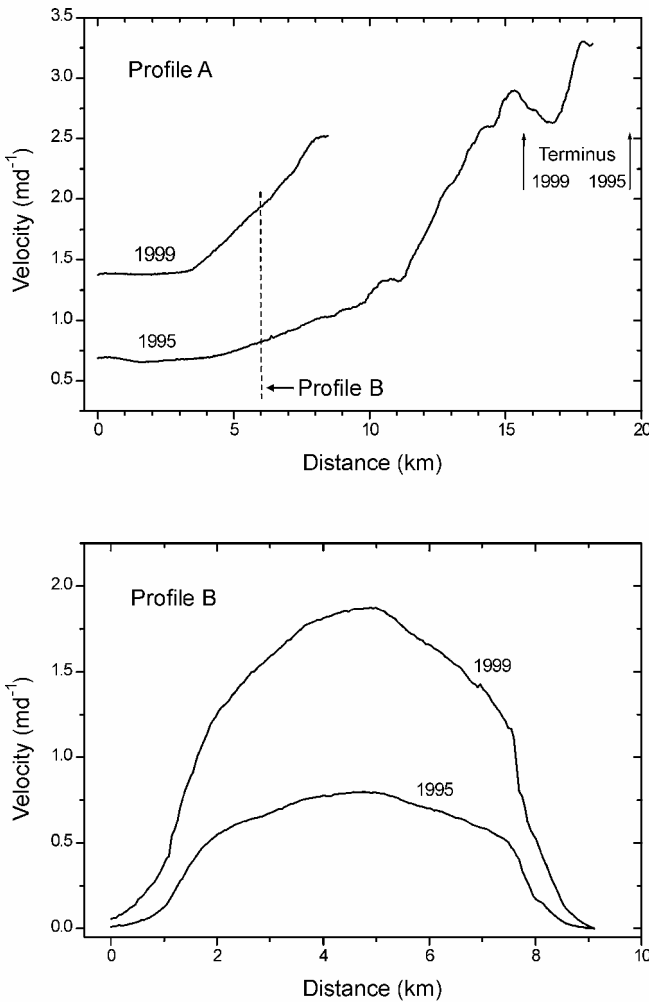 3.5
Profile A
3.0
2.5
Terminus
1999 1995
2.0
1999
1.5
1.0
1995
Profile B
0.5
0 5 10 15 20
Velocity (md⁻¹)
Distance (km)
Profile B
2.0
1999
1.5
1.0
1995
0.5
0.0
0 2 4 6 8 10
Velocity (md⁻¹)
Distance (km)